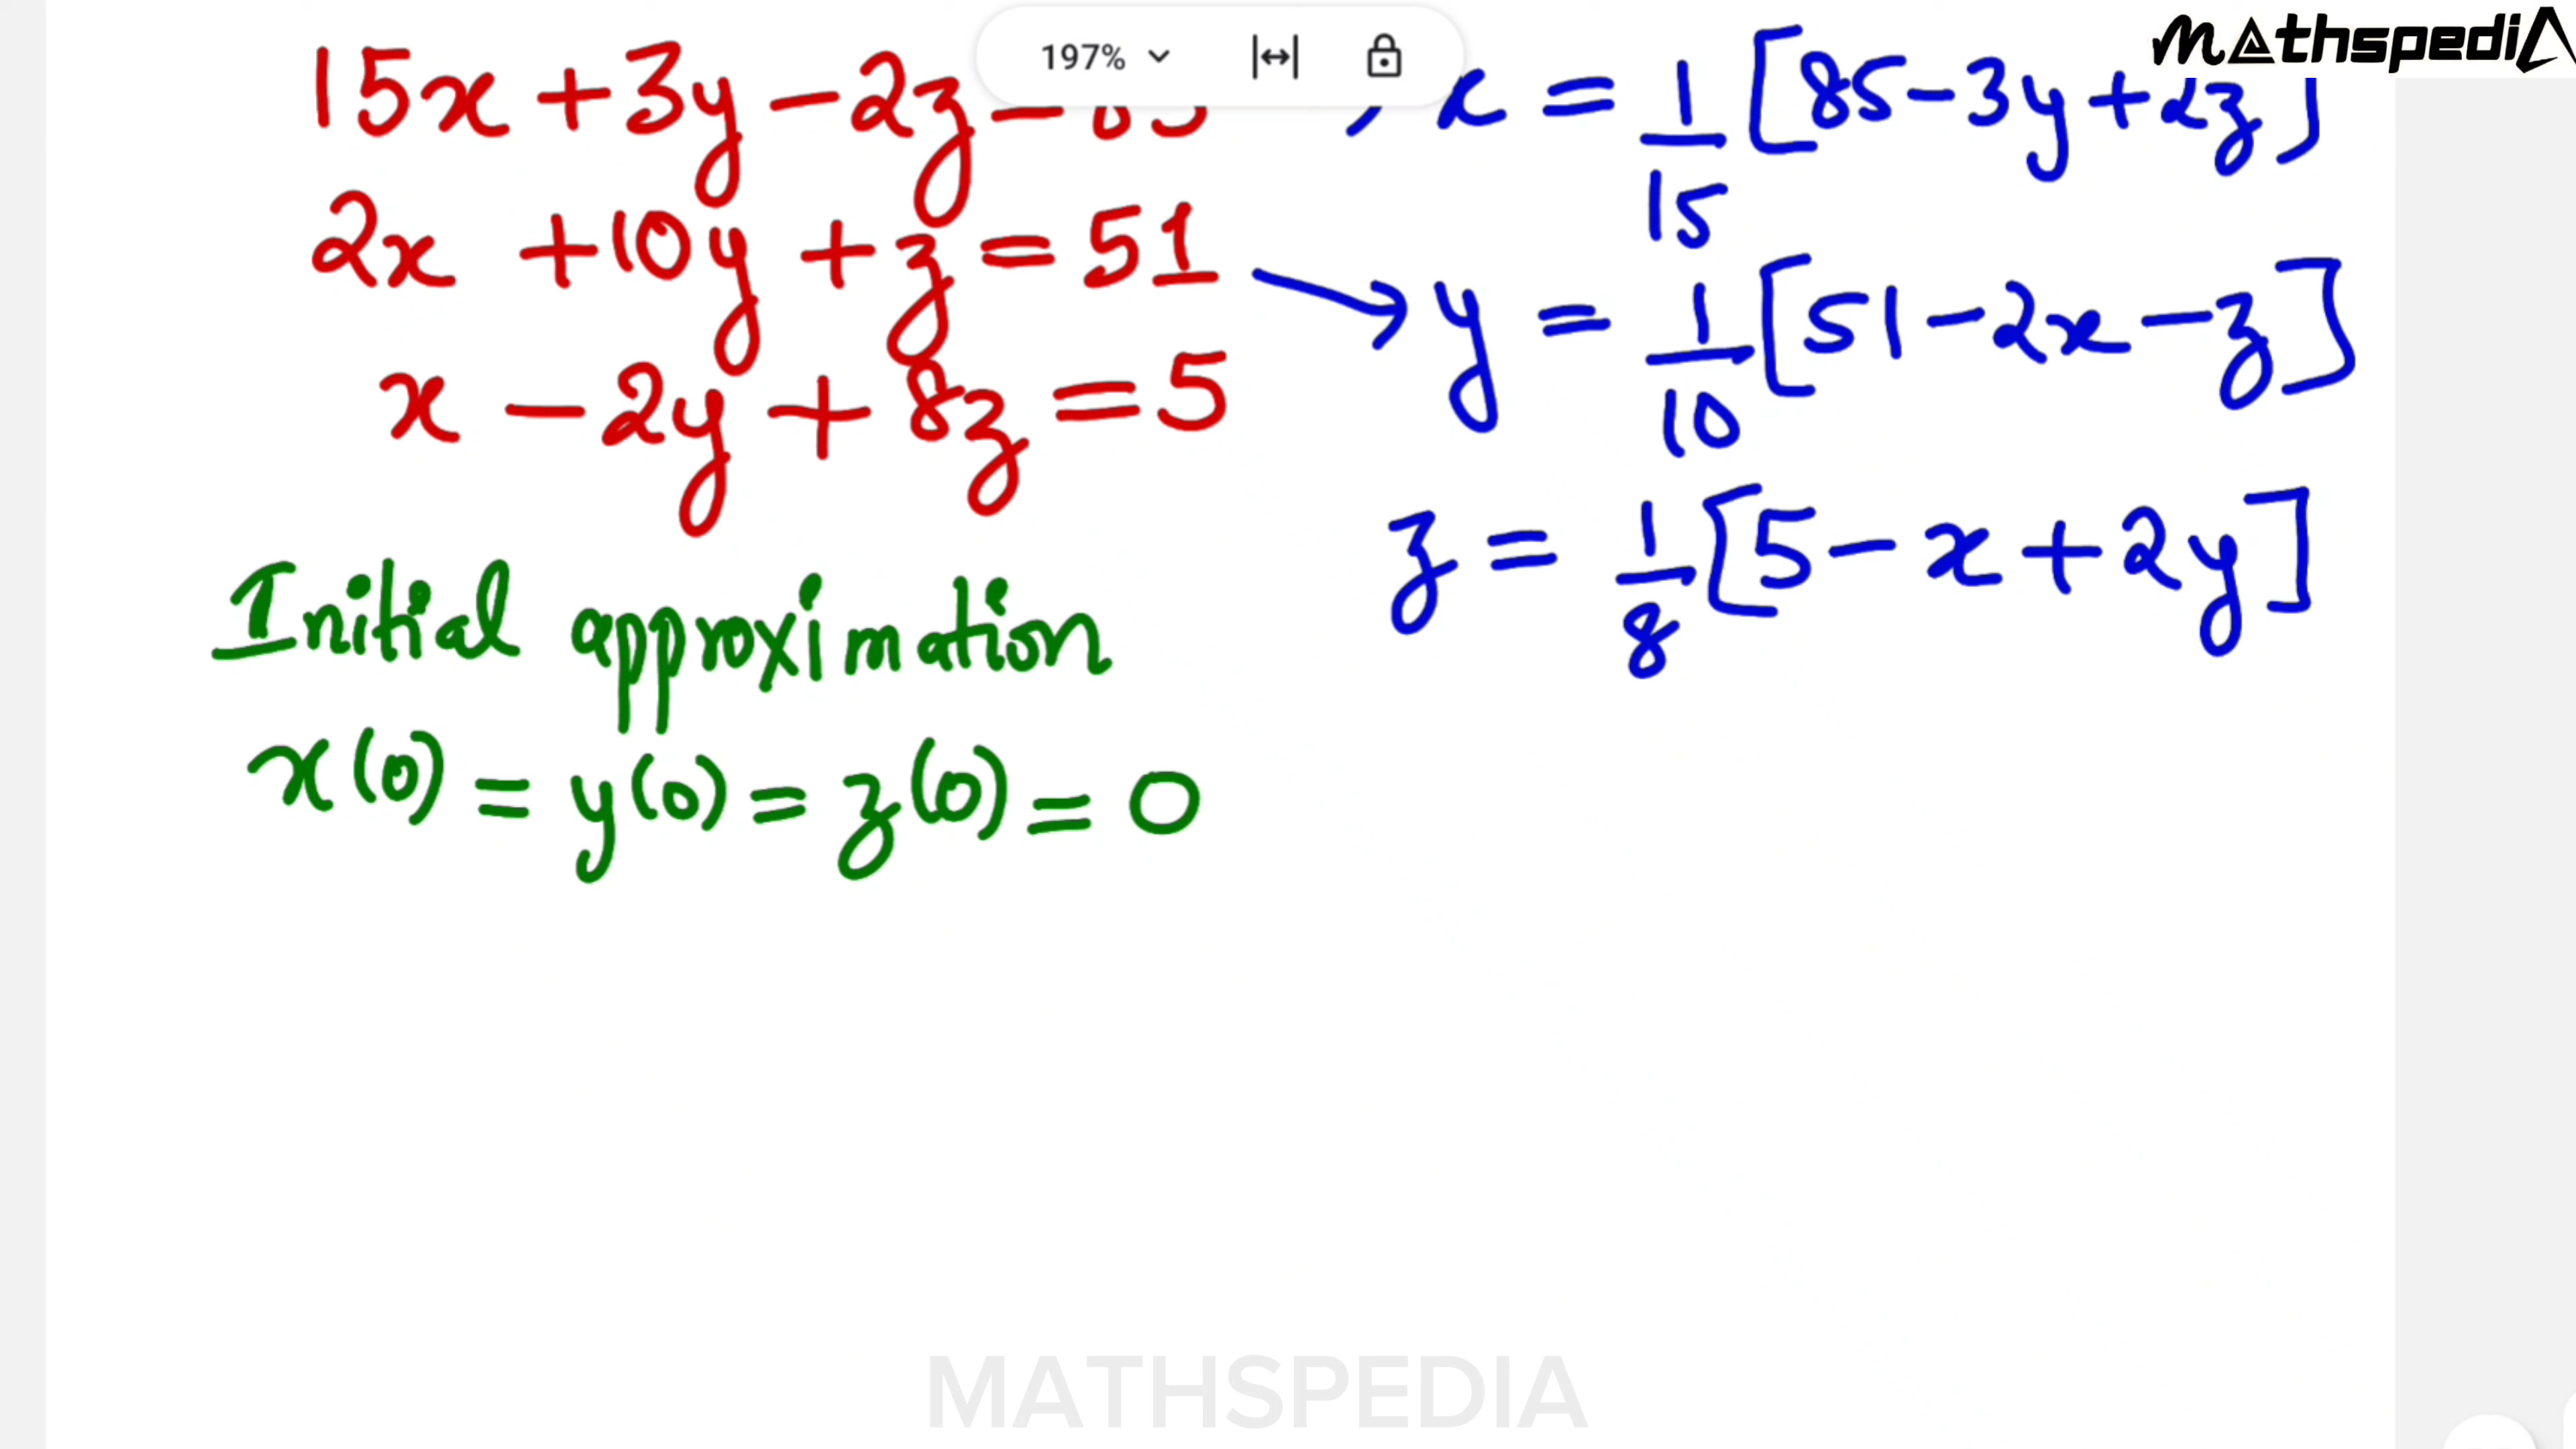 197%
MAthspediA
15x + 3y - 2z
x = 1/15 [85 - 3y + 2z]
2x + 10y + z = 51
y = 1/10 [51 - 2x - z]
x - 2y + 8z = 5
z = 1/8 [5 - x + 2y]
Initial approximation
x(0) = y(0) = z(0) = 0
MATHSPEDIA